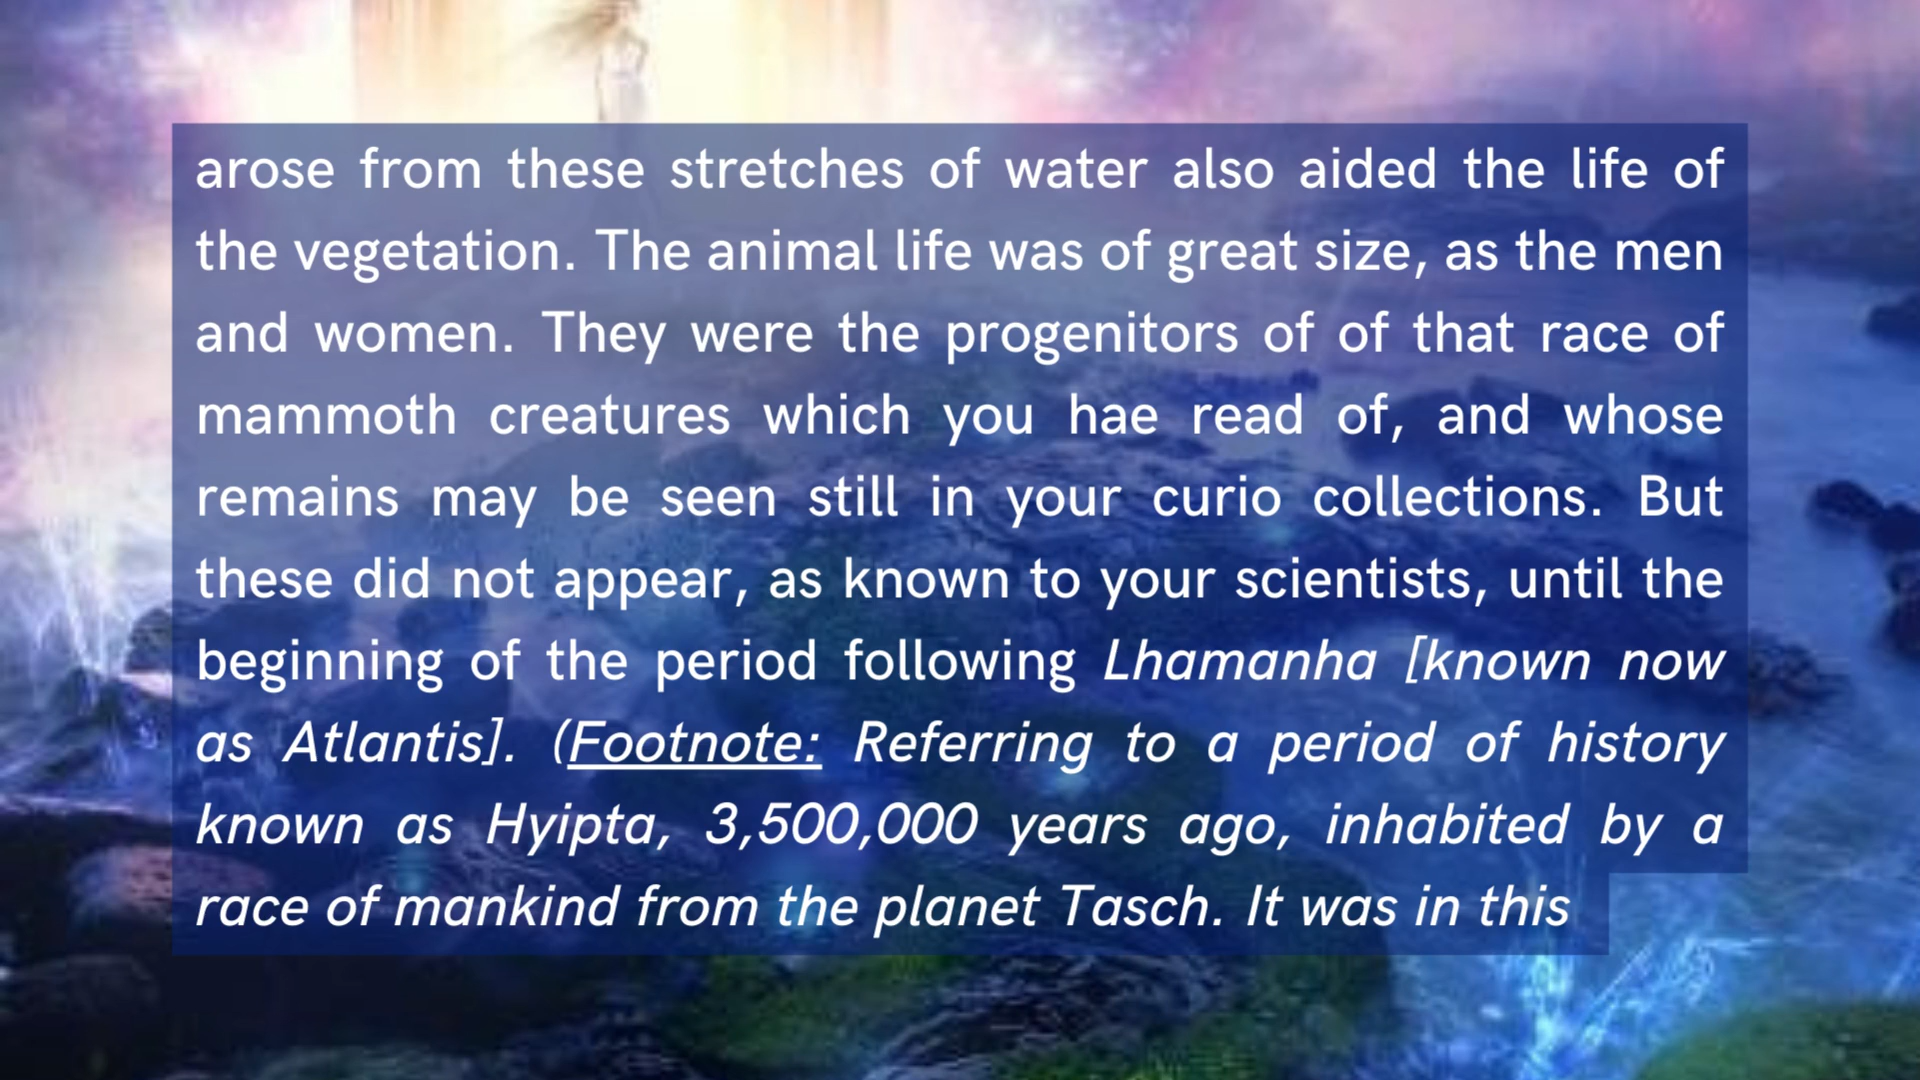 arose from these stretches of water also aided the life of
the vegetation. The animal life was of great size, as the men
and women. They were the progenitors of of that race of
mammoth creatures which you hae read of, and whose
remains may be seen still in your curio collections. But
these did not appear, as known to your scientists, until the
beginning of the period following Lhamanha [known now
as Atlantis]. (Footnote: Referring to a period of history
known as Hyipta, 3,500,000 years ago, inhabited by a
race of mankind from the planet Tasch. It was in this